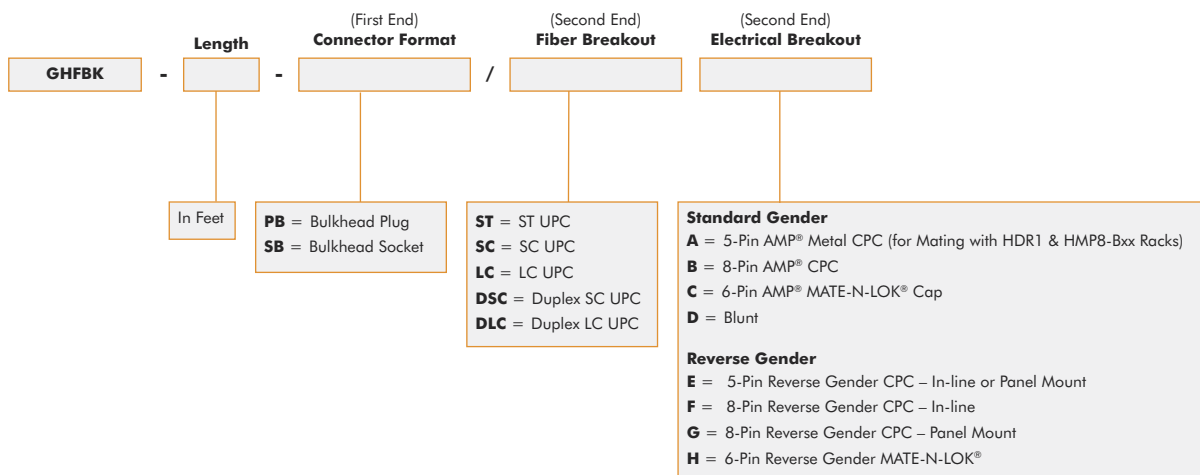 (First End)
(Second End)
(Second End)
Length
Connector Format
Fiber Breakout
Electrical Breakout
GHFBK - - /
In Feet
PB = Bulkhead Plug
SB = Bulkhead Socket
ST = ST UPC
SC = SC UPC
LC = LC UPC
DSC = Duplex SC UPC
DLC = Duplex LC UPC
Standard Gender
A = 5-Pin AMP® Metal CPC (for Mating with HDR1 & HMP8-Bxx Racks)
B = 8-Pin AMP® CPC
C = 6-Pin AMP® MATE-N-LOK® Cap
D = Blunt
Reverse Gender
E = 5-Pin Reverse Gender CPC – In-line or Panel Mount
F = 8-Pin Reverse Gender CPC – In-line
G = 8-Pin Reverse Gender CPC – Panel Mount
H = 6-Pin Reverse Gender MATE-N-LOK®